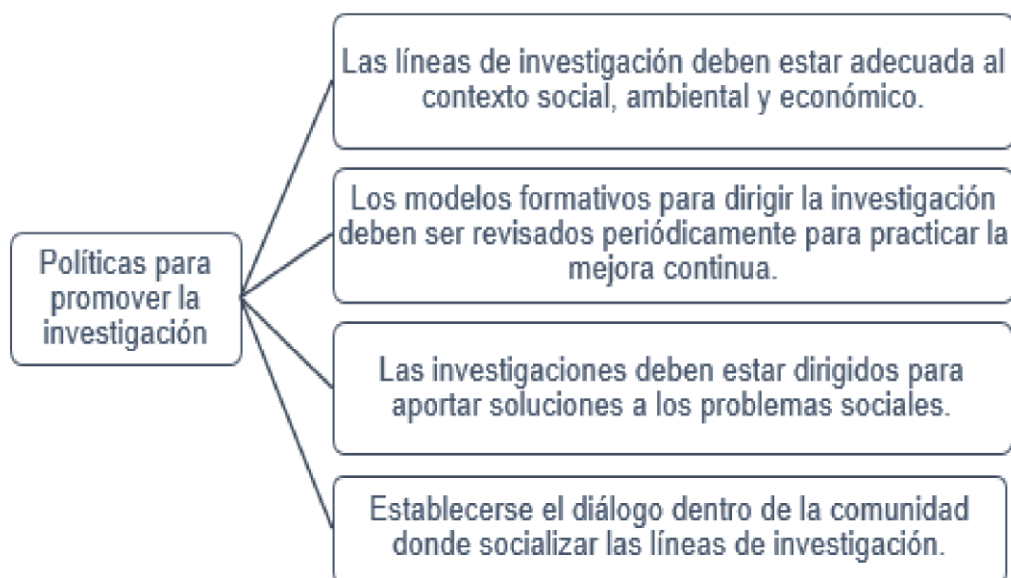 Las líneas de investigación deben estar adecuada al
contexto social, ambiental y económico.
Los modelos formativos para dirigir la investigación
deben ser revisados periódicamente para practicar la
mejora continua.
Políticas para
promover la
investigación
Las investigaciones deben estar dirigidos para
aportar soluciones a los problemas sociales.
Establecerse el diálogo dentro de la comunidad
donde socializar las líneas de investigación.